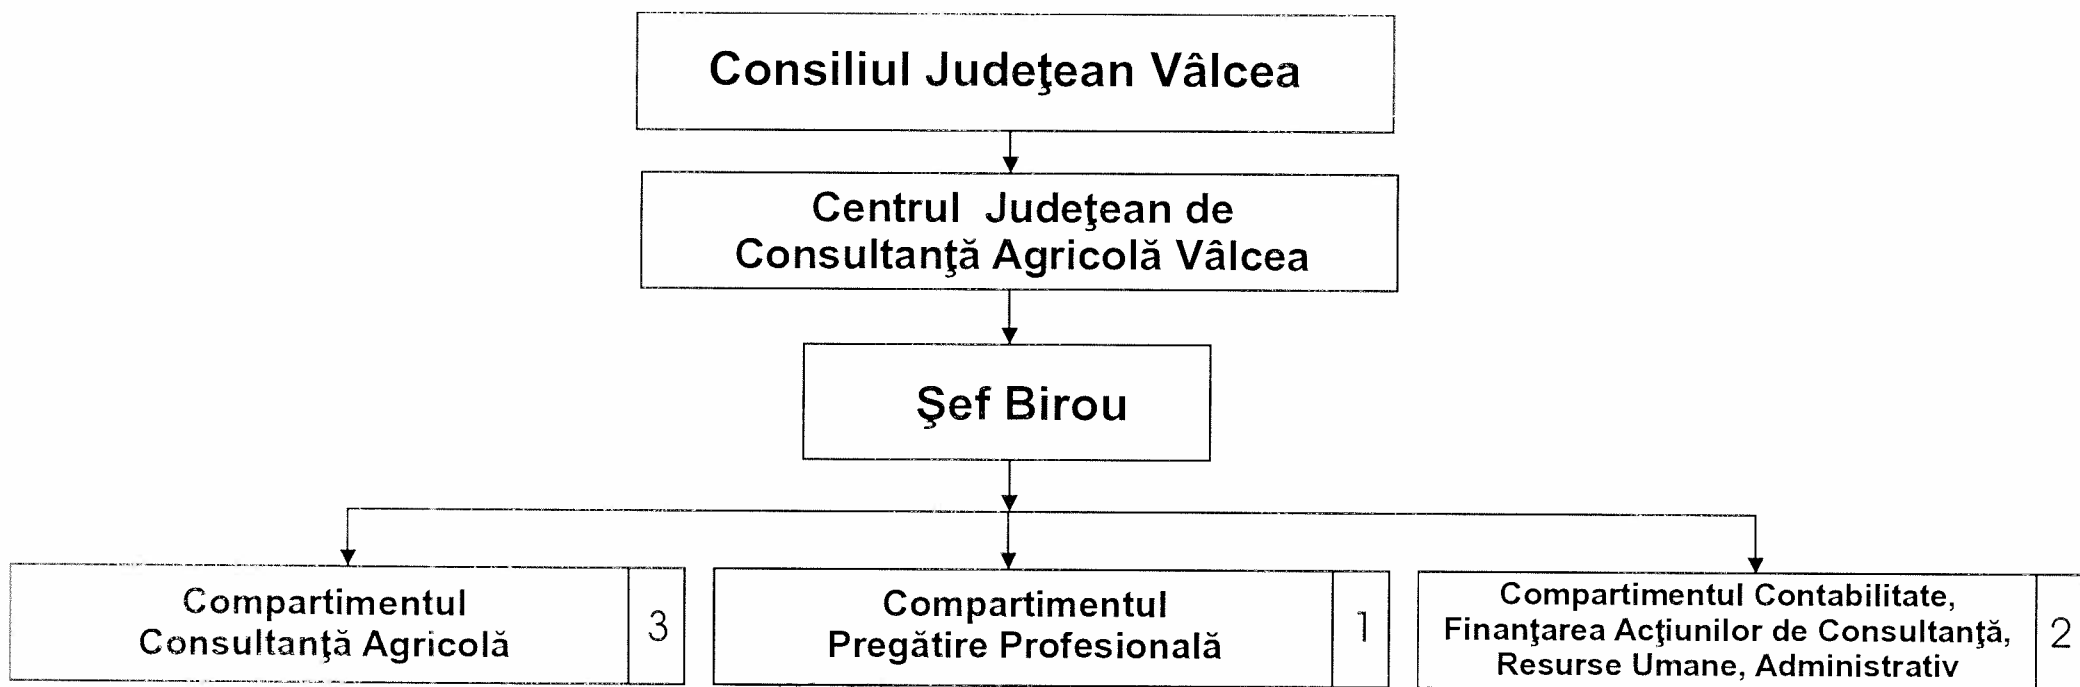 Consiliul Judeţean Vâlcea
Centrul Judeţean de
Consultanţă Agricolă Vâlcea
Şef Birou
Compartimentul
Consultanţă Agricolă
3
Compartimentul
Pregătire Profesională
1
Compartimentul Contabilitate,
Finanţarea Acţiunilor de Consultanţă,
Resurse Umane, Administrativ
2